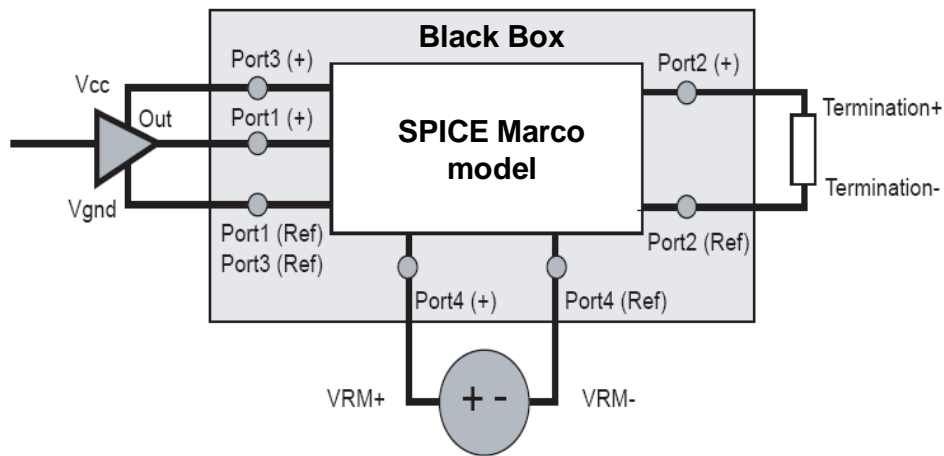 Black Box
Port3 (+)
Port2 (+)
Vcc
Out
Port1 (+)
SPICE Marco
model
Termination+
Termination-
Vgnd
Port1 (Ref)
Port3 (Ref)
Port2 (Ref)
Port4 (+)
Port4 (Ref)
VRM+
+ -
VRM-